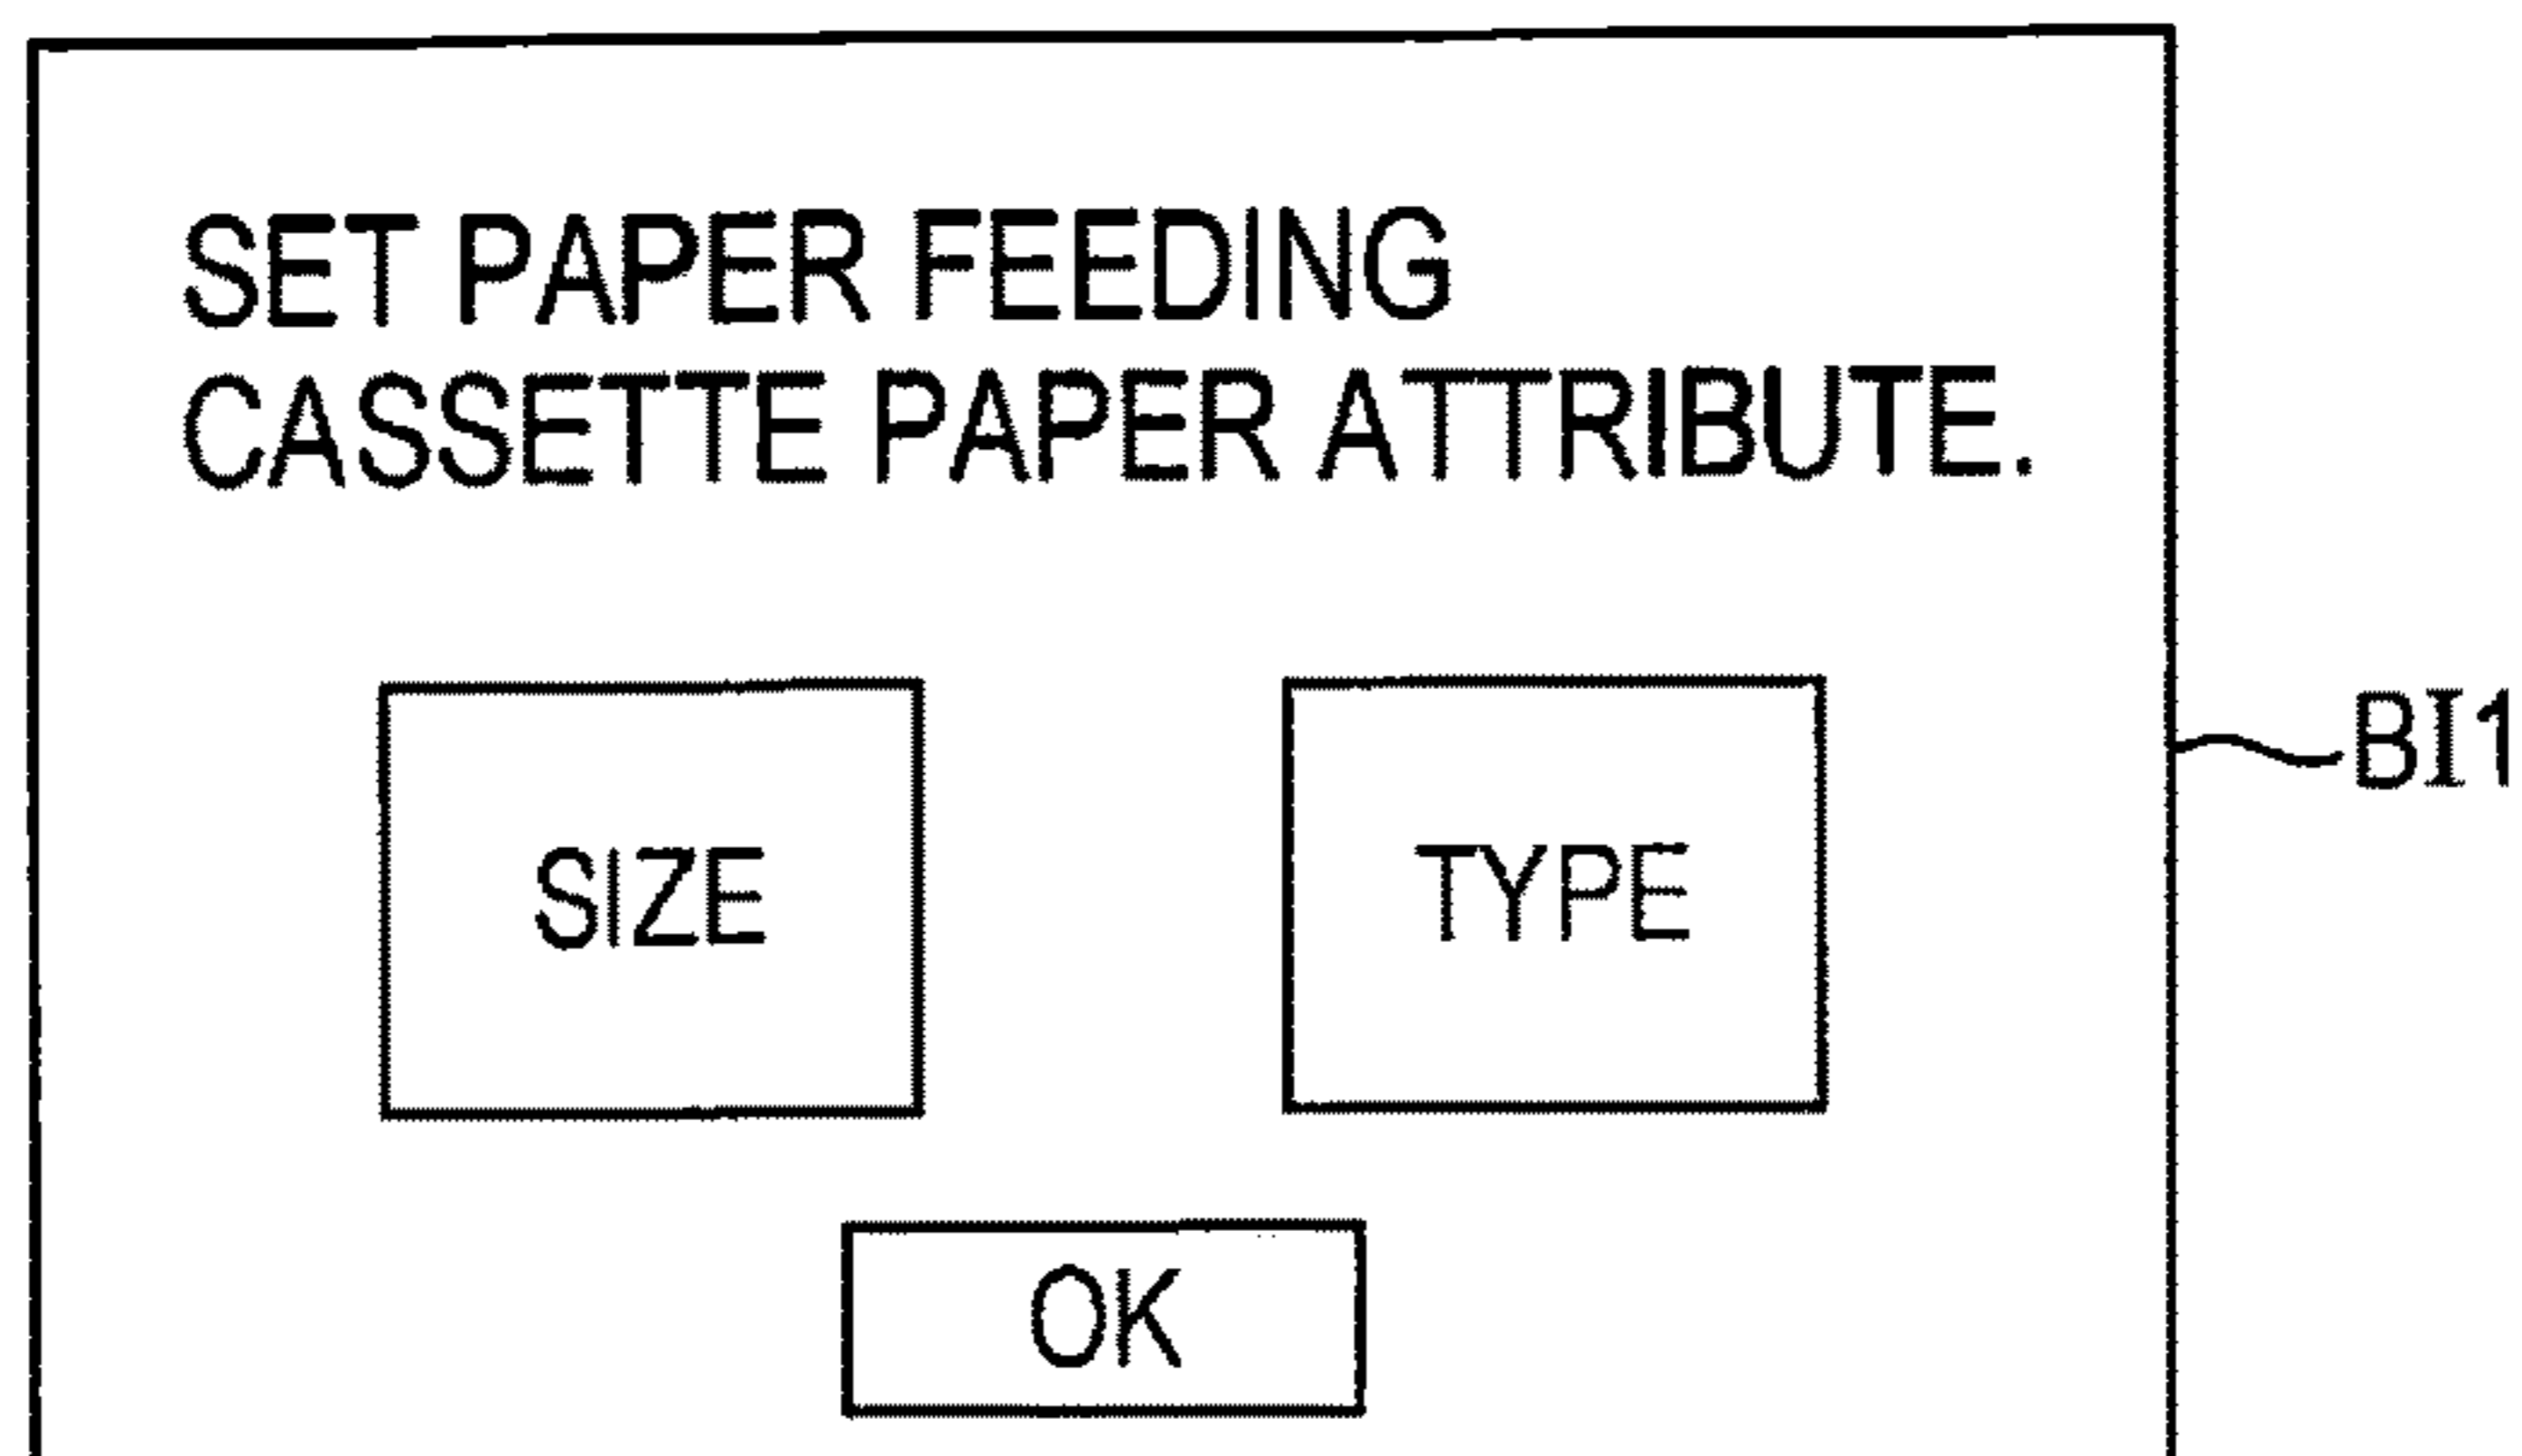 SET PAPER FEEDING
CASSETTE PAPER ATTRIBUTE.
SIZE
TYPE
BI1
OK